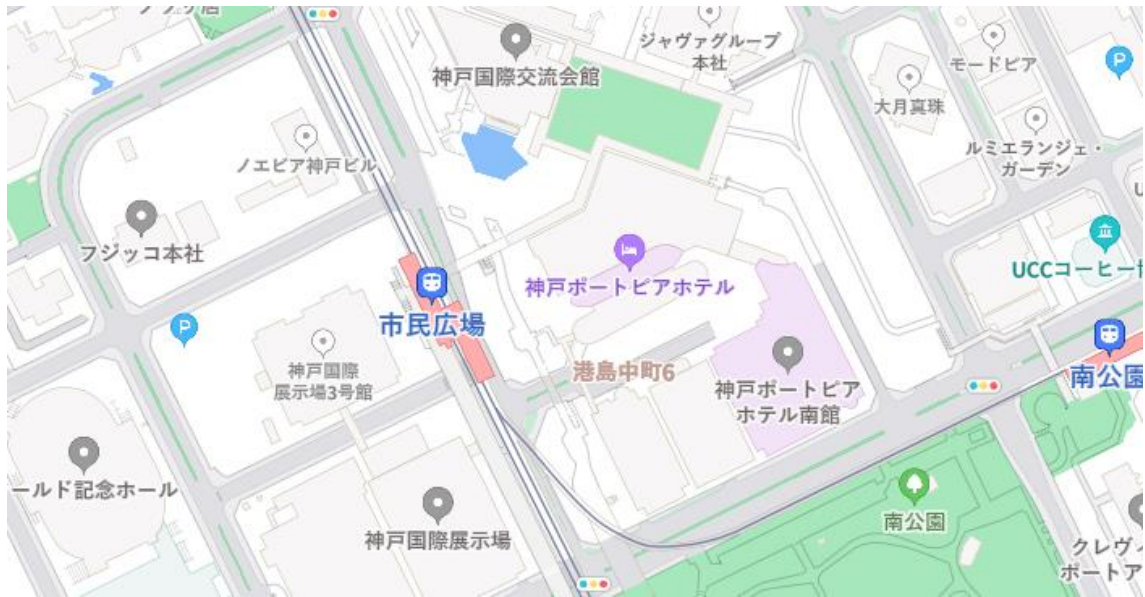 神戸国際交流会館
ジャヴァグループ
本社
モードピア
P
大月真珠
ルミエランジェ・
ガーデン
ノエビア神戸ビル
フジッコ本社
UCCコーヒー
神戸ポートピアホテル
市民広場
P
神戸国際
展示場3号館
港島中町6
神戸ポートピア
ホテル南館
南公園
ールド記念ホール
神戸国際展示場
南公園
クレヴィ
ポートア